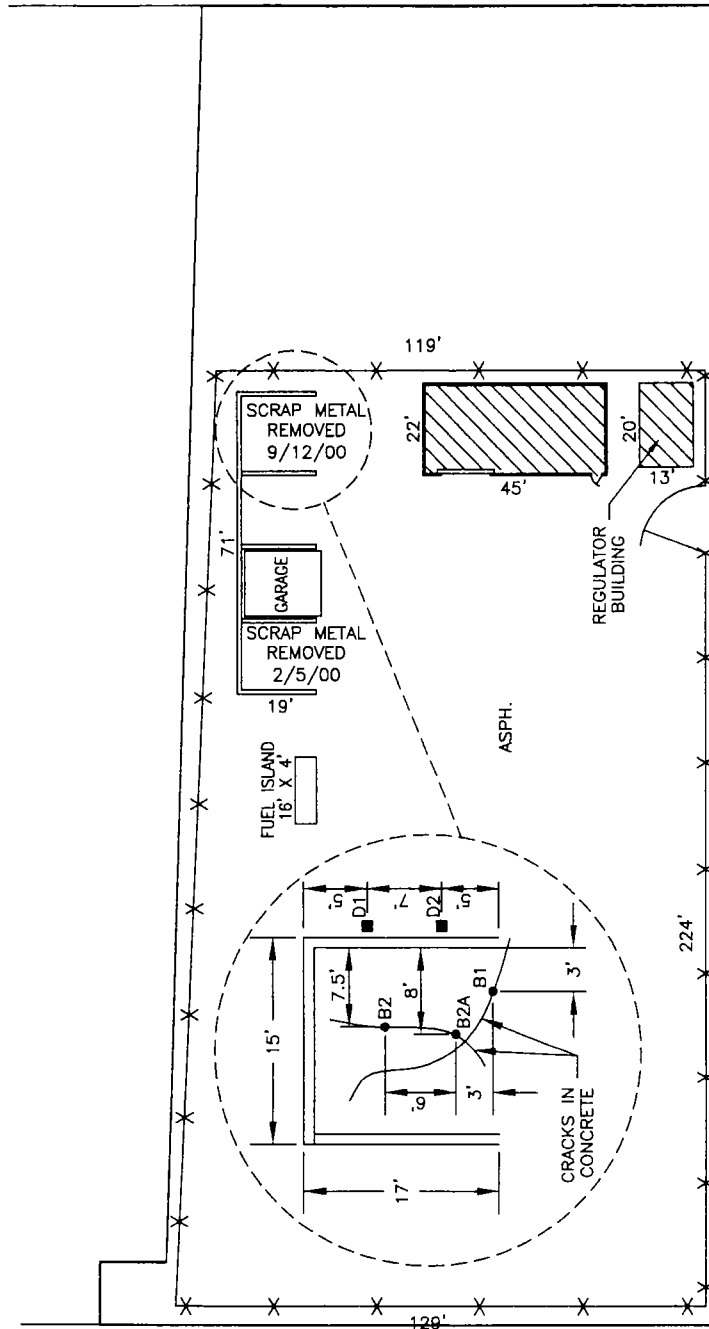 119'
SCRAP METAL
REMOVED
9/12/00
22'
45'
20'
13'
REGULATOR
BUILDING
71'
GARAGE
SCRAP METAL
REMOVED
2/5/00
19'
FUEL ISLAND
16' X 4'
ASPH.
15'
7.5'
8'
5'
D1
7'
D2
5'
B2
B2A
B1
6'
3'
3'
17'
CRACKS IN
CONCRETE
224'
129'